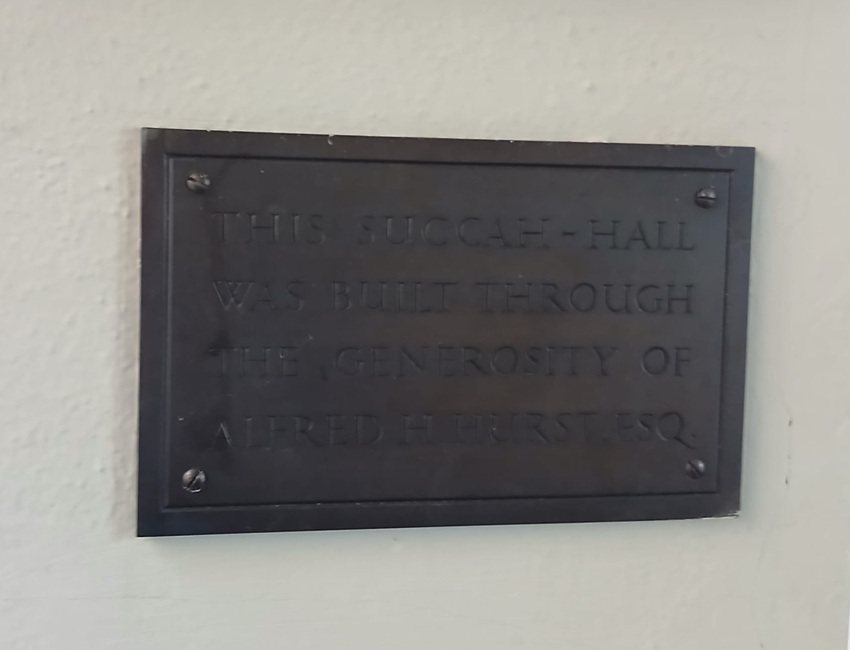 THIS SUCCAH-HALL
WAS BUILT THROUGH
THE GENEROSITY OF
ALFRED H HURST. ESQ.